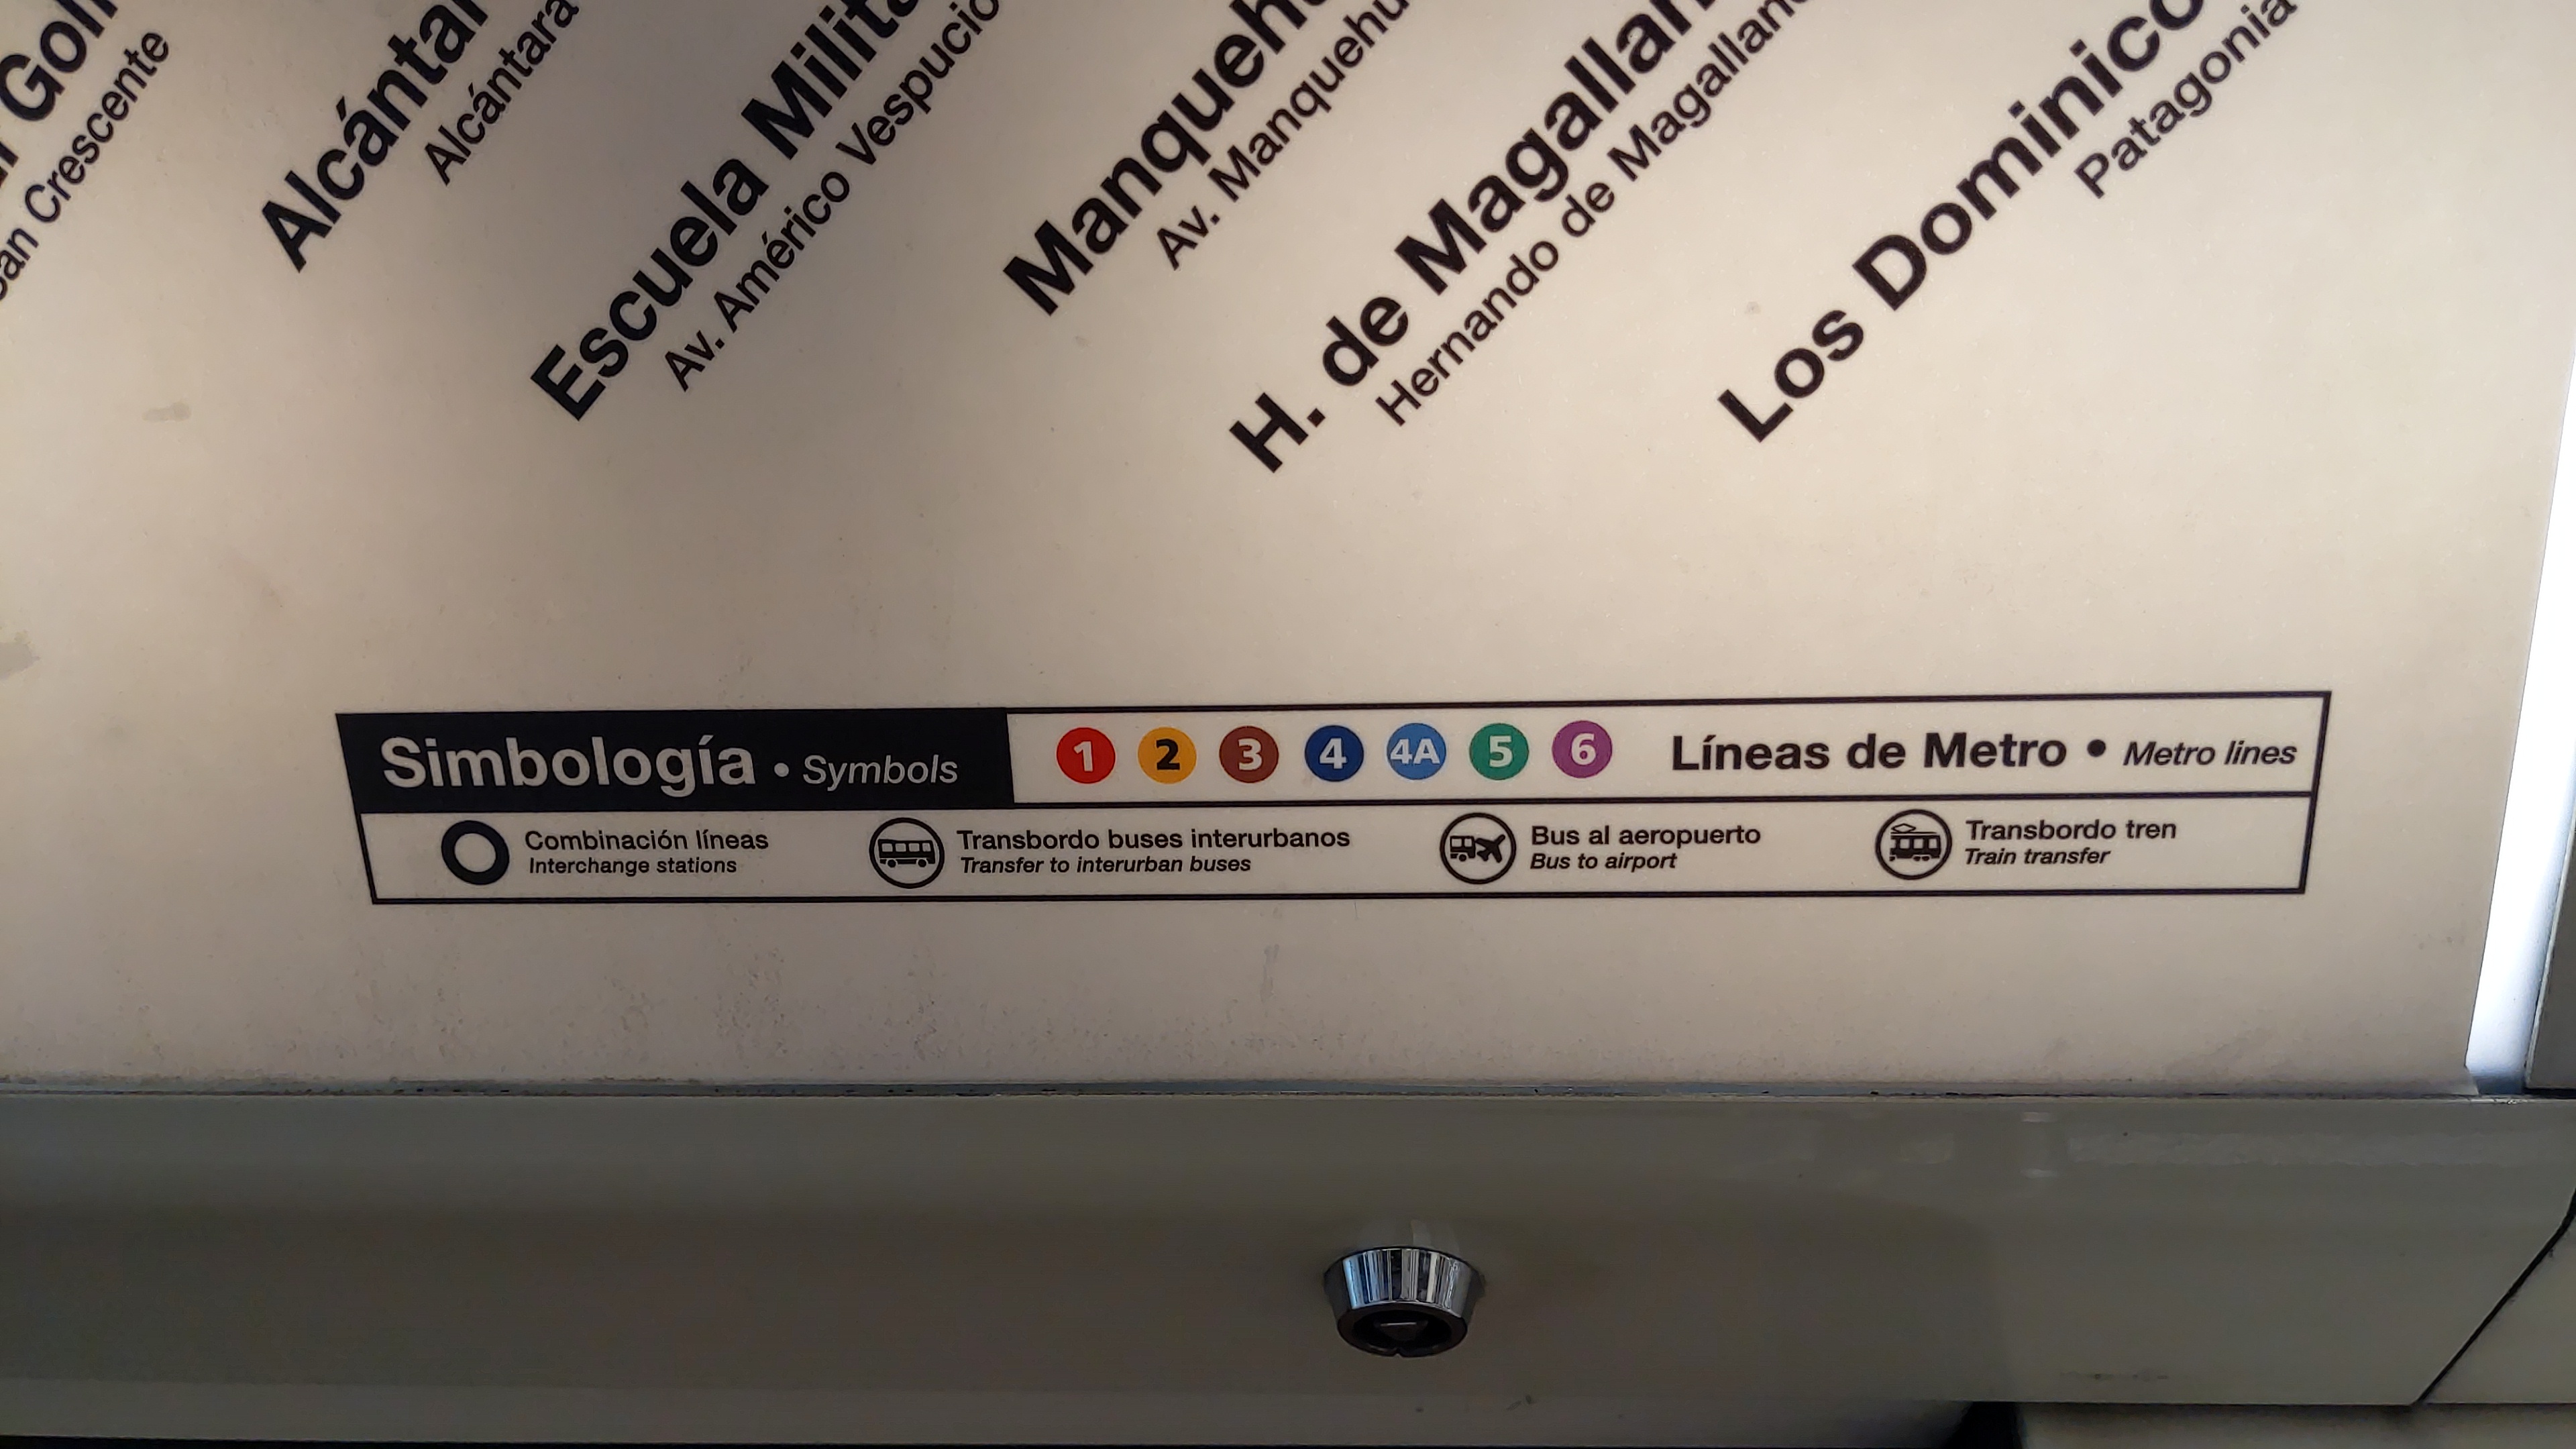 Crescente
Alcántara
Escuela
Av. Américo Vespucio
Av. Manquehu
H. de
Hernando de
Los
Patagonia
Simbología • Symbols
1 2 3 4 4A 5 6 Líneas de Metro • Metro lines
Combinación líneas
Interchange stations
Transbordo buses interurbanos
Transfer to interurban buses
Bus al aeropuerto
Bus to airport
Transbordo tren
Train transfer